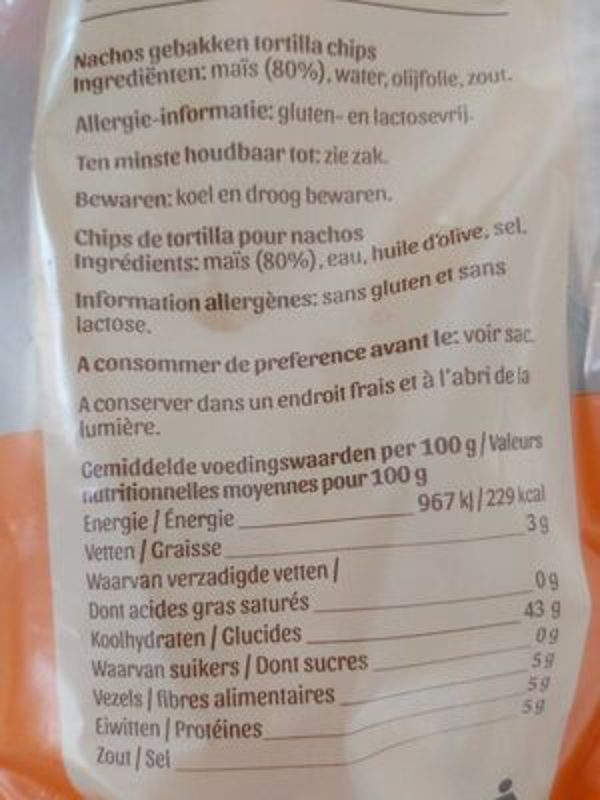 Nachos gebakken tortilla chips
Ingrediënten: maïs (80%), water, olijfolie, zout.
Allergie-informatie: gluten- en lactosevrij.
Ten minste houdbaar tot: zie zak.
Bewaren: koel en droog bewaren.
Chips de tortilla pour nachos
Ingrédients: maïs (80%), eau, huile d'olive, sel.
Information allergènes: sans gluten et sans
lactose.
A consommer de preference avant le: voir sac.
A conserver dans un endroit frais et à l'abri de la
lumière.
Gemiddelde voedingswaarden per 100 g / Valeurs
nutritionnelles moyennes pour 100 g
Energie / Énergie 967 kJ / 229 kcal
Vetten / Graisse 3 g
Waarvan verzadigde vetten /
Dont acides gras saturés 0 g
Koolhydraten / Glucides 43 g
Waarvan suikers / Dont sucres 0 g
Vezels / fibres alimentaires 5 g
Eiwitten / Protéines 5 g
Zout / Sel 5 g